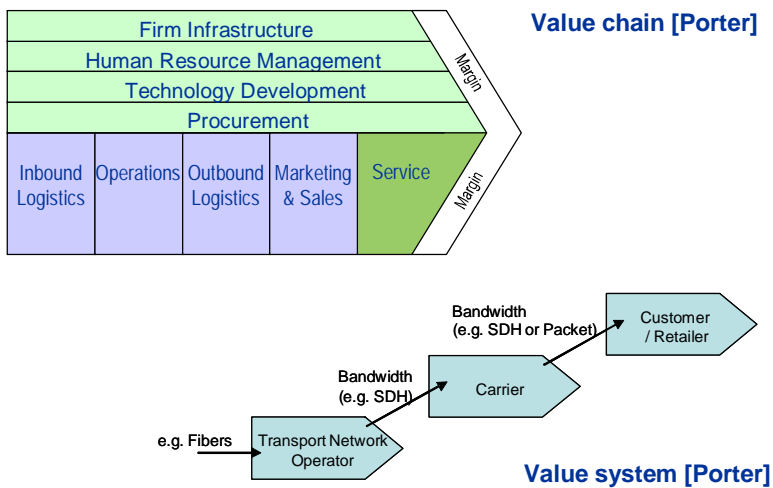 Value chain [Porter]
Firm Infrastructure
Human Resource Management
Technology Development
Procurement
Margin
Inbound
Logistics
Operations
Outbound
Logistics
Marketing
& Sales
Service
Margin
Bandwidth
(e.g. SDH or Packet)
Customer
/ Retailer
Bandwidth
(e.g. SDH)
Carrier
e.g. Fibers
Transport Network
Operator
Value system [Porter]